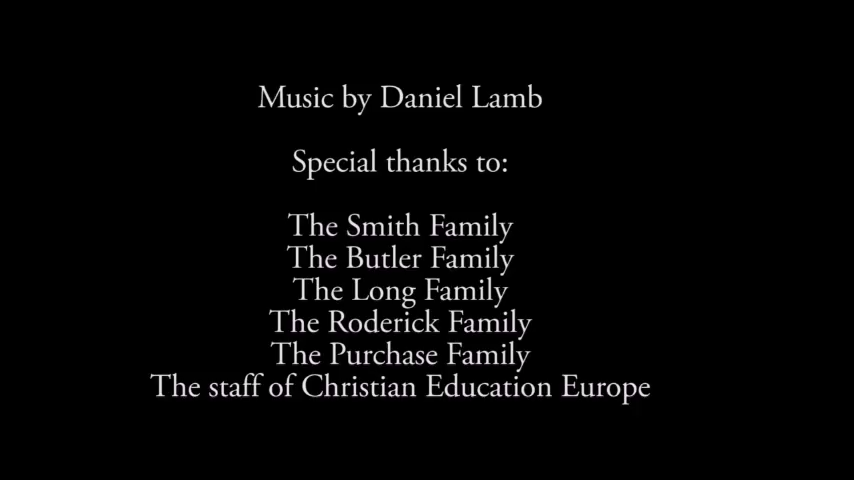 Music by Daniel Lamb
Special thanks to:
The Smith Family
The Butler Family
The Long Family
The Roderick Family
The Purchase Family
The staff of Christian Education Europe